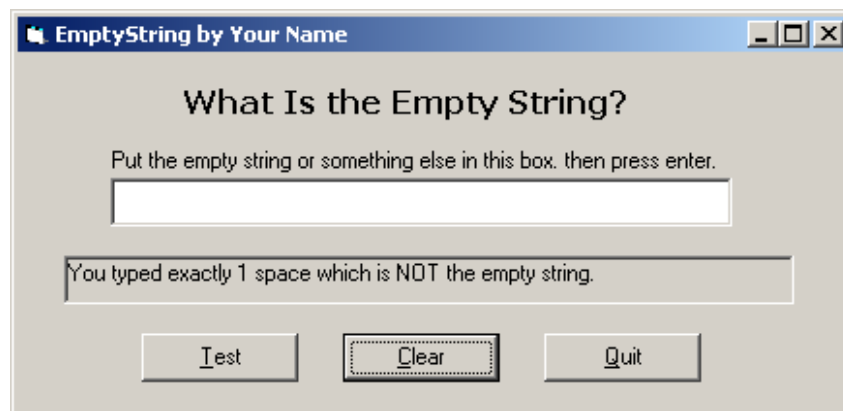 EmptyString by Your Name
What Is the Empty String?
Put the empty string or something else in this box. then press enter.
You typed exactly 1 space which is NOT the empty string.
Test Clear Quit